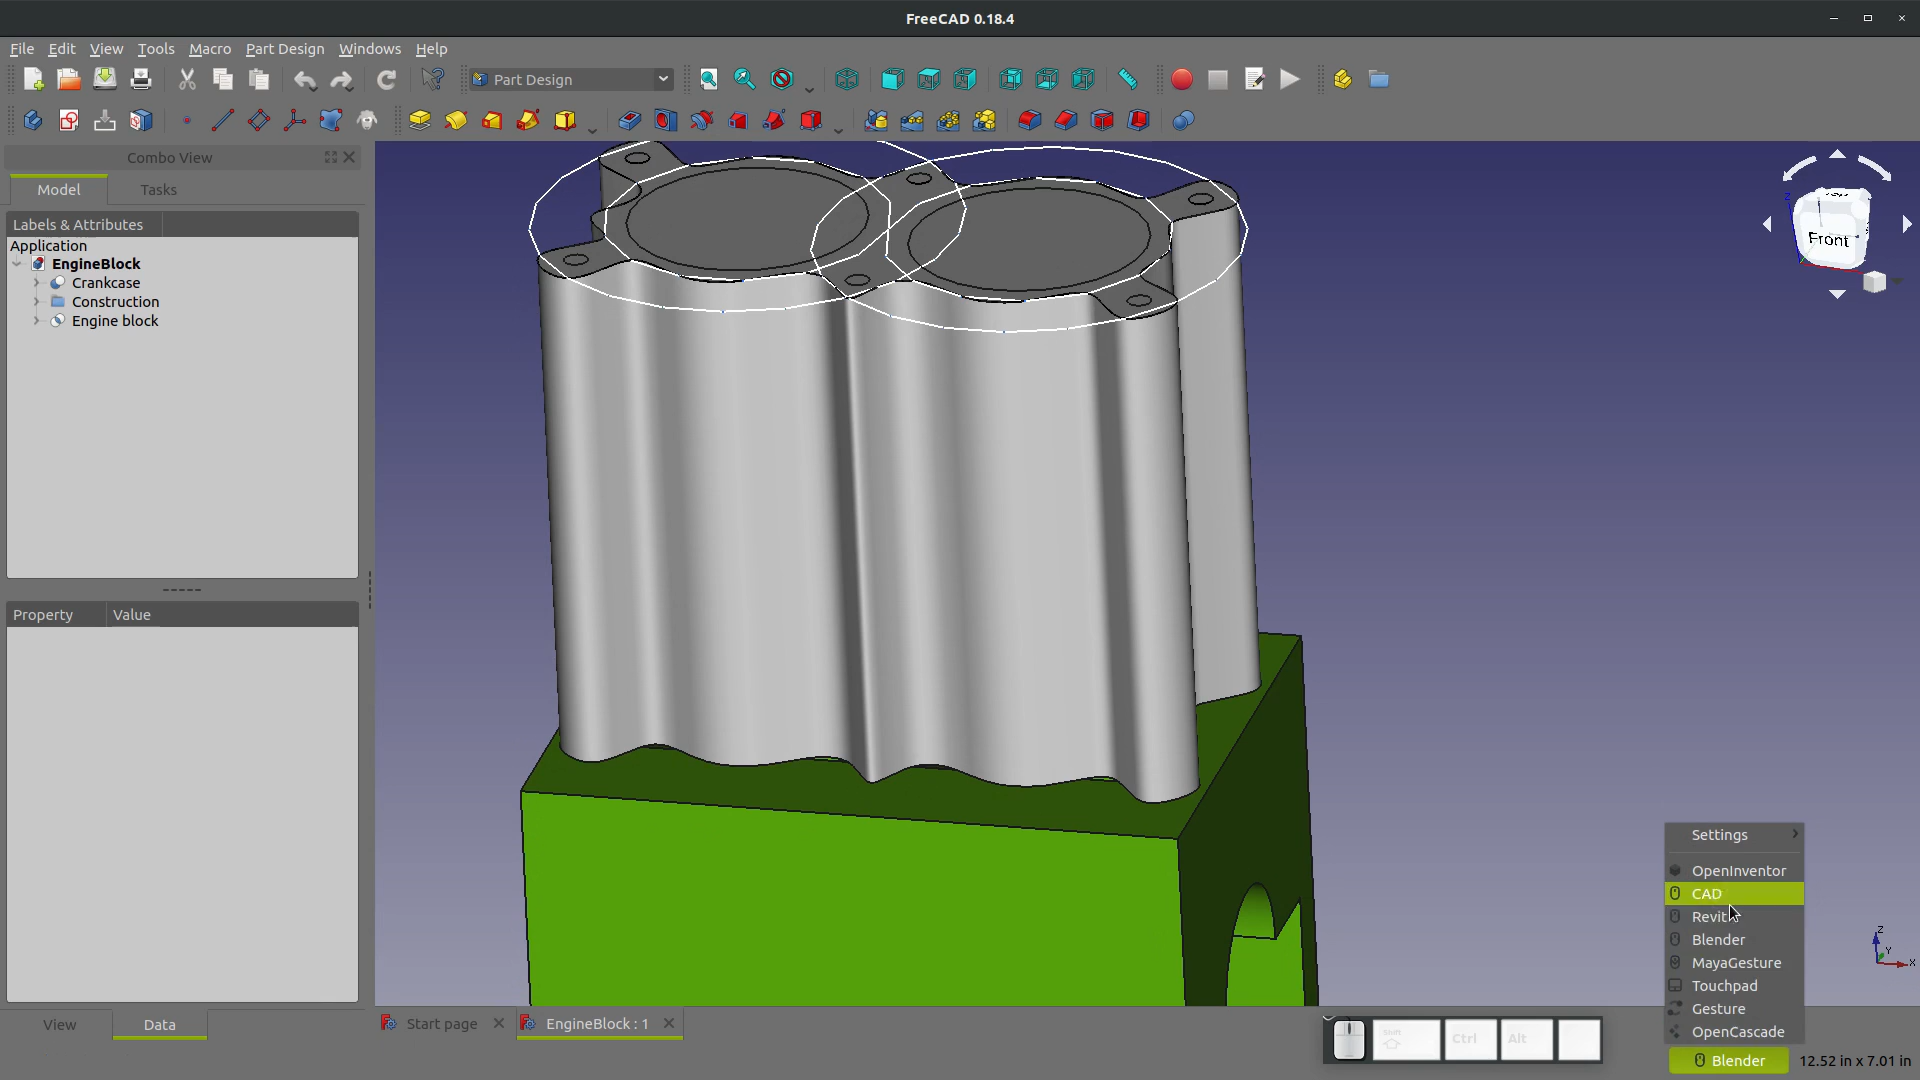 FreeCAD 0.18.4
File Edit View Tools Macro Part Design Windows Help
Part Design
Combo View
Model Tasks
Labels & Attributes
Application
EngineBlock
Crankcase
Construction
Engine block
Property Value
View Data
Start page
EngineBlock : 1
Front
Z
Settings
OpenInventor
CAD
Revit
Blender
MayaGesture
Touchpad
Gesture
OpenCascade
Z
Y
X
Shift
Ctrl
Alt
Blender
12.52 in x 7.01 in